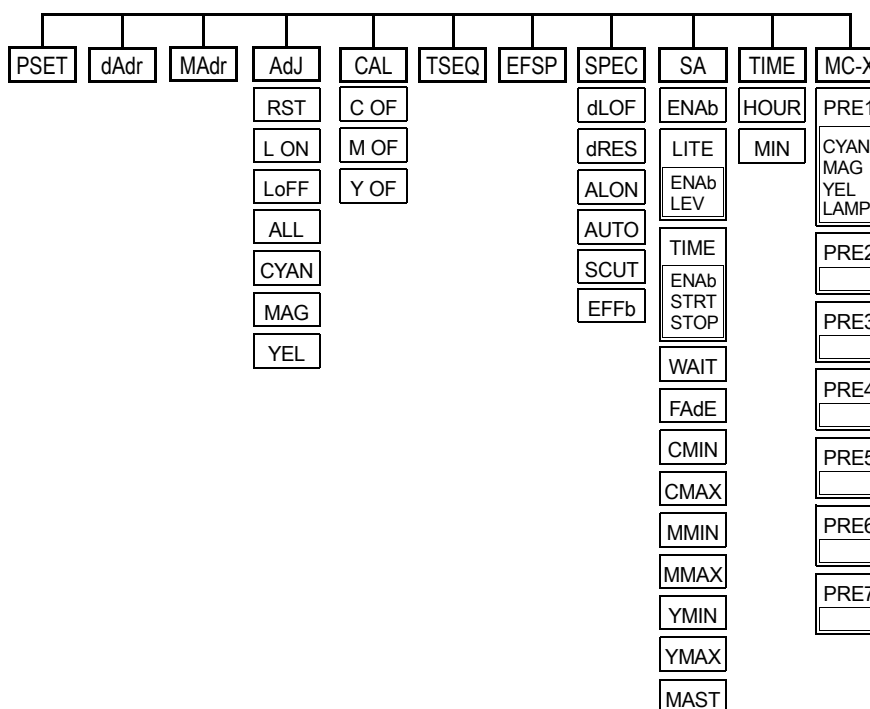 PSET dAdr MAdr AdJ CAL TSEQ EFSP SPEC SA TIME MC-X
RST
L ON
LoFF
ALL
CYAN
MAG
YEL
C OF
M OF
Y OF
dLOF
dRES
ALON
AUTO
SCUT
EFFb
ENAb
LITE
ENAb
LEV
TIME
ENAb
STRT
STOP
WAIT
FAdE
CMIN
CMAX
MMIN
MMAX
YMIN
YMAX
MAST
HOUR
MIN
PRE1
CYAN
MAG
YEL
LAMP
PRE2
PRE3
PRE4
PRE5
PRE6
PRE7